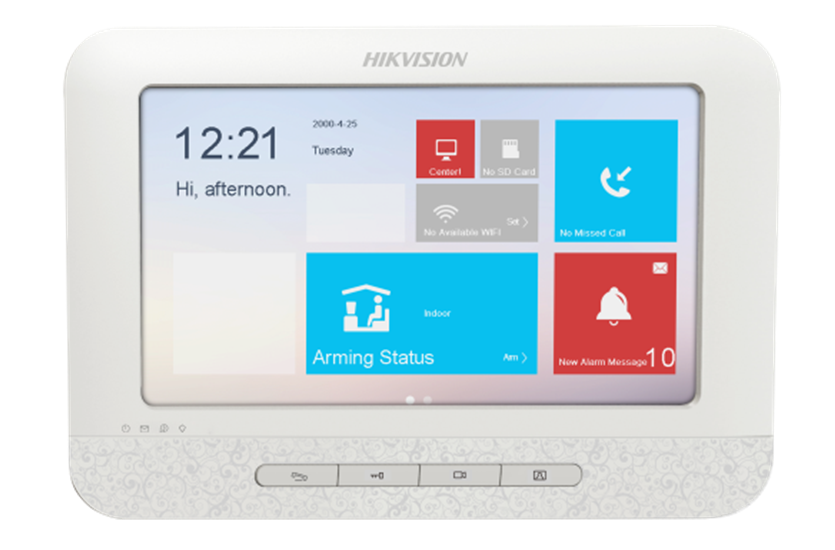 HIKVISION
12:21
2000-4-25
Tuesday
Hi, afternoon.
Center!
No SD Card
No Available WIFI
Set >
No Missed Call
Indoor
Arming Status
Arm >
New Alarm Message 10